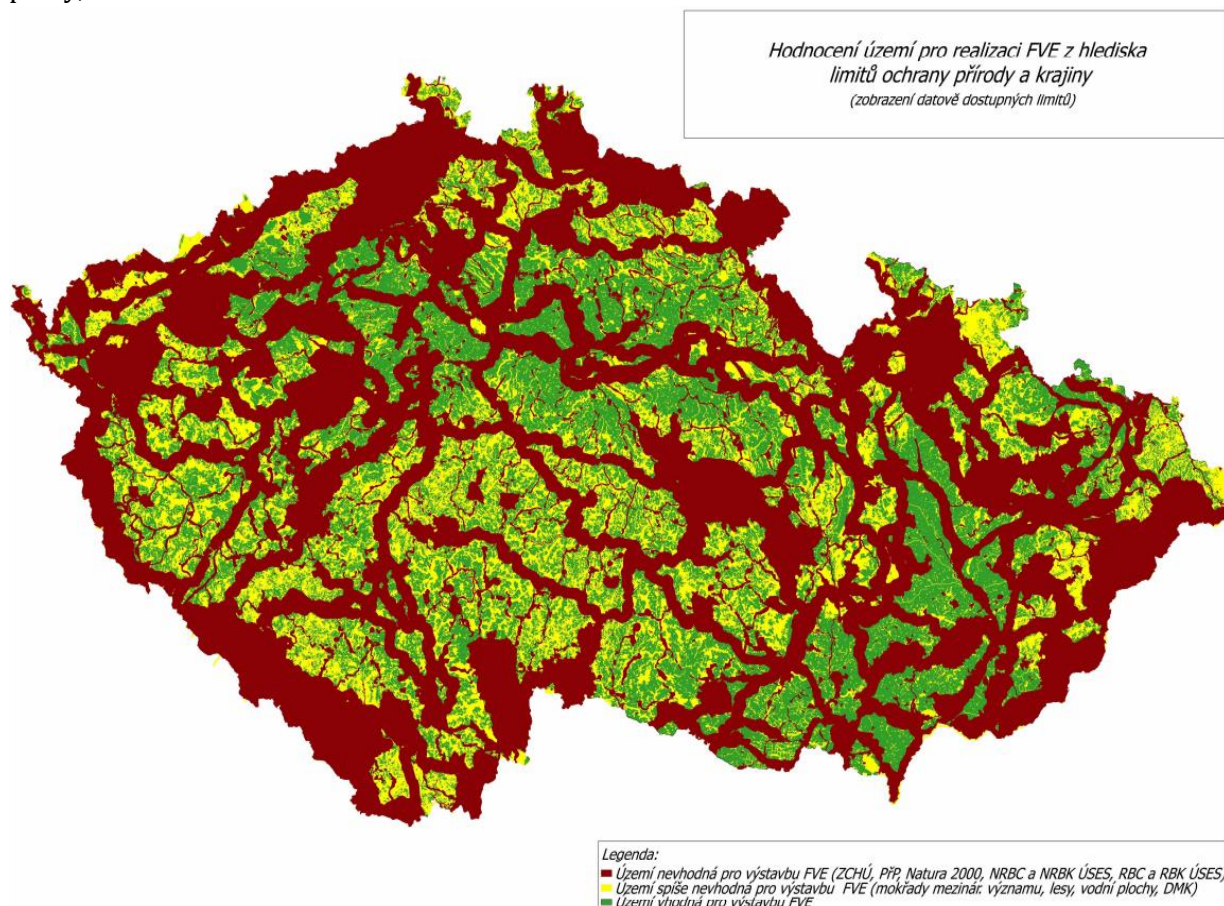 Hodnocení území pro realizaci FVE z hlediska
limitů ochrany přírody a krajiny
(zobrazení datově dostupných limitů)
Legenda:
Území nevhodná pro výstavbu FVE (ZCHÚ, PřP, Natura 2000, NRBC a NRBK ÚSES, RBC a RBK ÚSES)
Území spíše nevhodná pro výstavbu FVE (mokřady mezinár. významu, lesy, vodní plochy, DMK)
Území vhodná pro výstavbu FVE